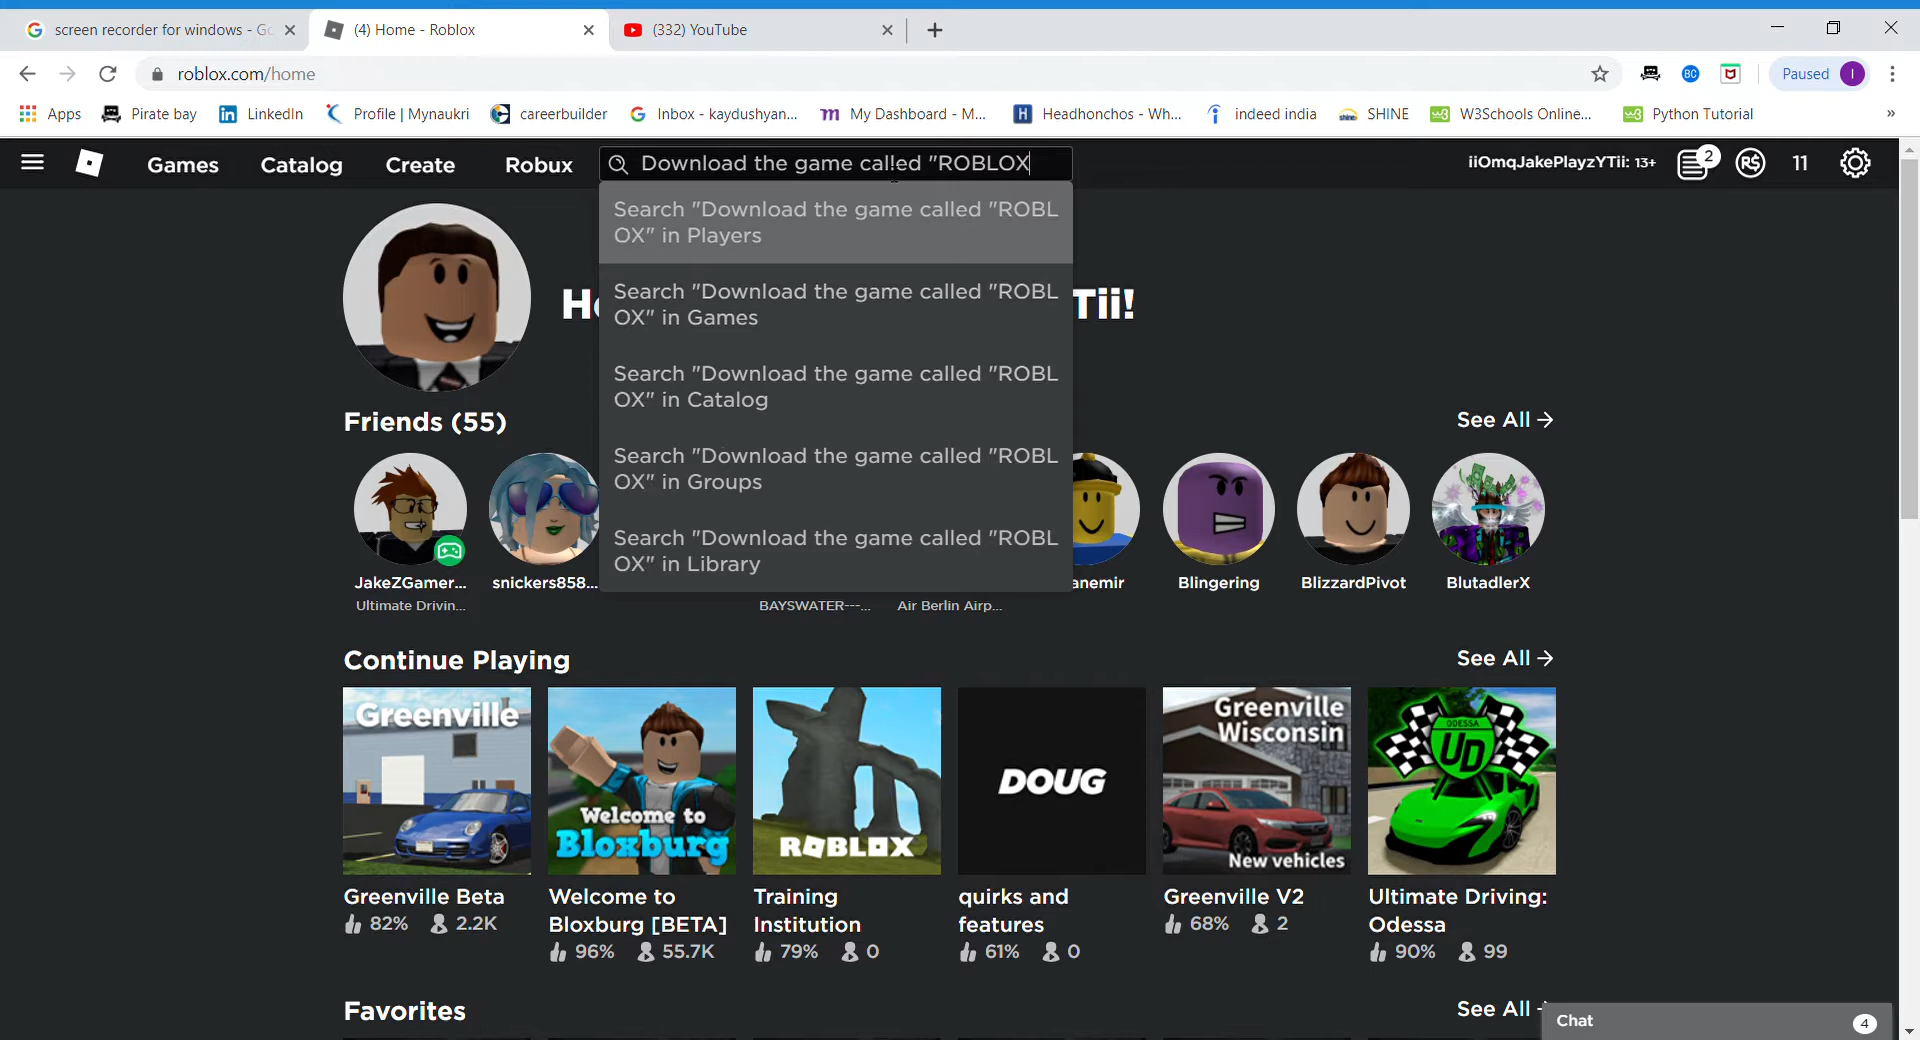 screen recorder for windows - Go
(4) Home - Roblox
(332) YouTube
roblox.com/home
Paused
I
Apps
Pirate bay
LinkedIn
Profile | Mynaukri
careerbuilder
Inbox - kaydushyan...
My Dashboard - M...
Headhonchos - Wh...
indeed india
SHINE
W3Schools Online...
Python Tutorial
»
Games
Catalog
Create
Robux
Download the game called "ROBLOX
iiOmqJakePlayzYTii: 13+
2
11
Search "Download the game called "ROBL
OX" in Players
Search "Download the game called "ROBL
OX" in Games
Search "Download the game called "ROBL
OX" in Catalog
Search "Download the game called "ROBL
OX" in Groups
Search "Download the game called "ROBL
OX" in Library
Tii!
Friends (55)
See All →
JakeZGamer...
Ultimate Drivin...
snickers858...
BAYSWATER---...
Air Berlin Airp...
anemir
Blingering
BlizzardPivot
BlutadlerX
Continue Playing
See All →
Greenville
Welcome to
Bloxburg
ROBLOX
DOUG
Greenville
Wisconsin
New vehicles
ODESSA
UD
Greenville Beta
82% 2.2K
Welcome to
Bloxburg [BETA]
96% 55.7K
Training
Institution
79% 0
quirks and
features
61% 0
Greenville V2
68% 2
Ultimate Driving:
Odessa
90% 99
Favorites
See All
Chat
4